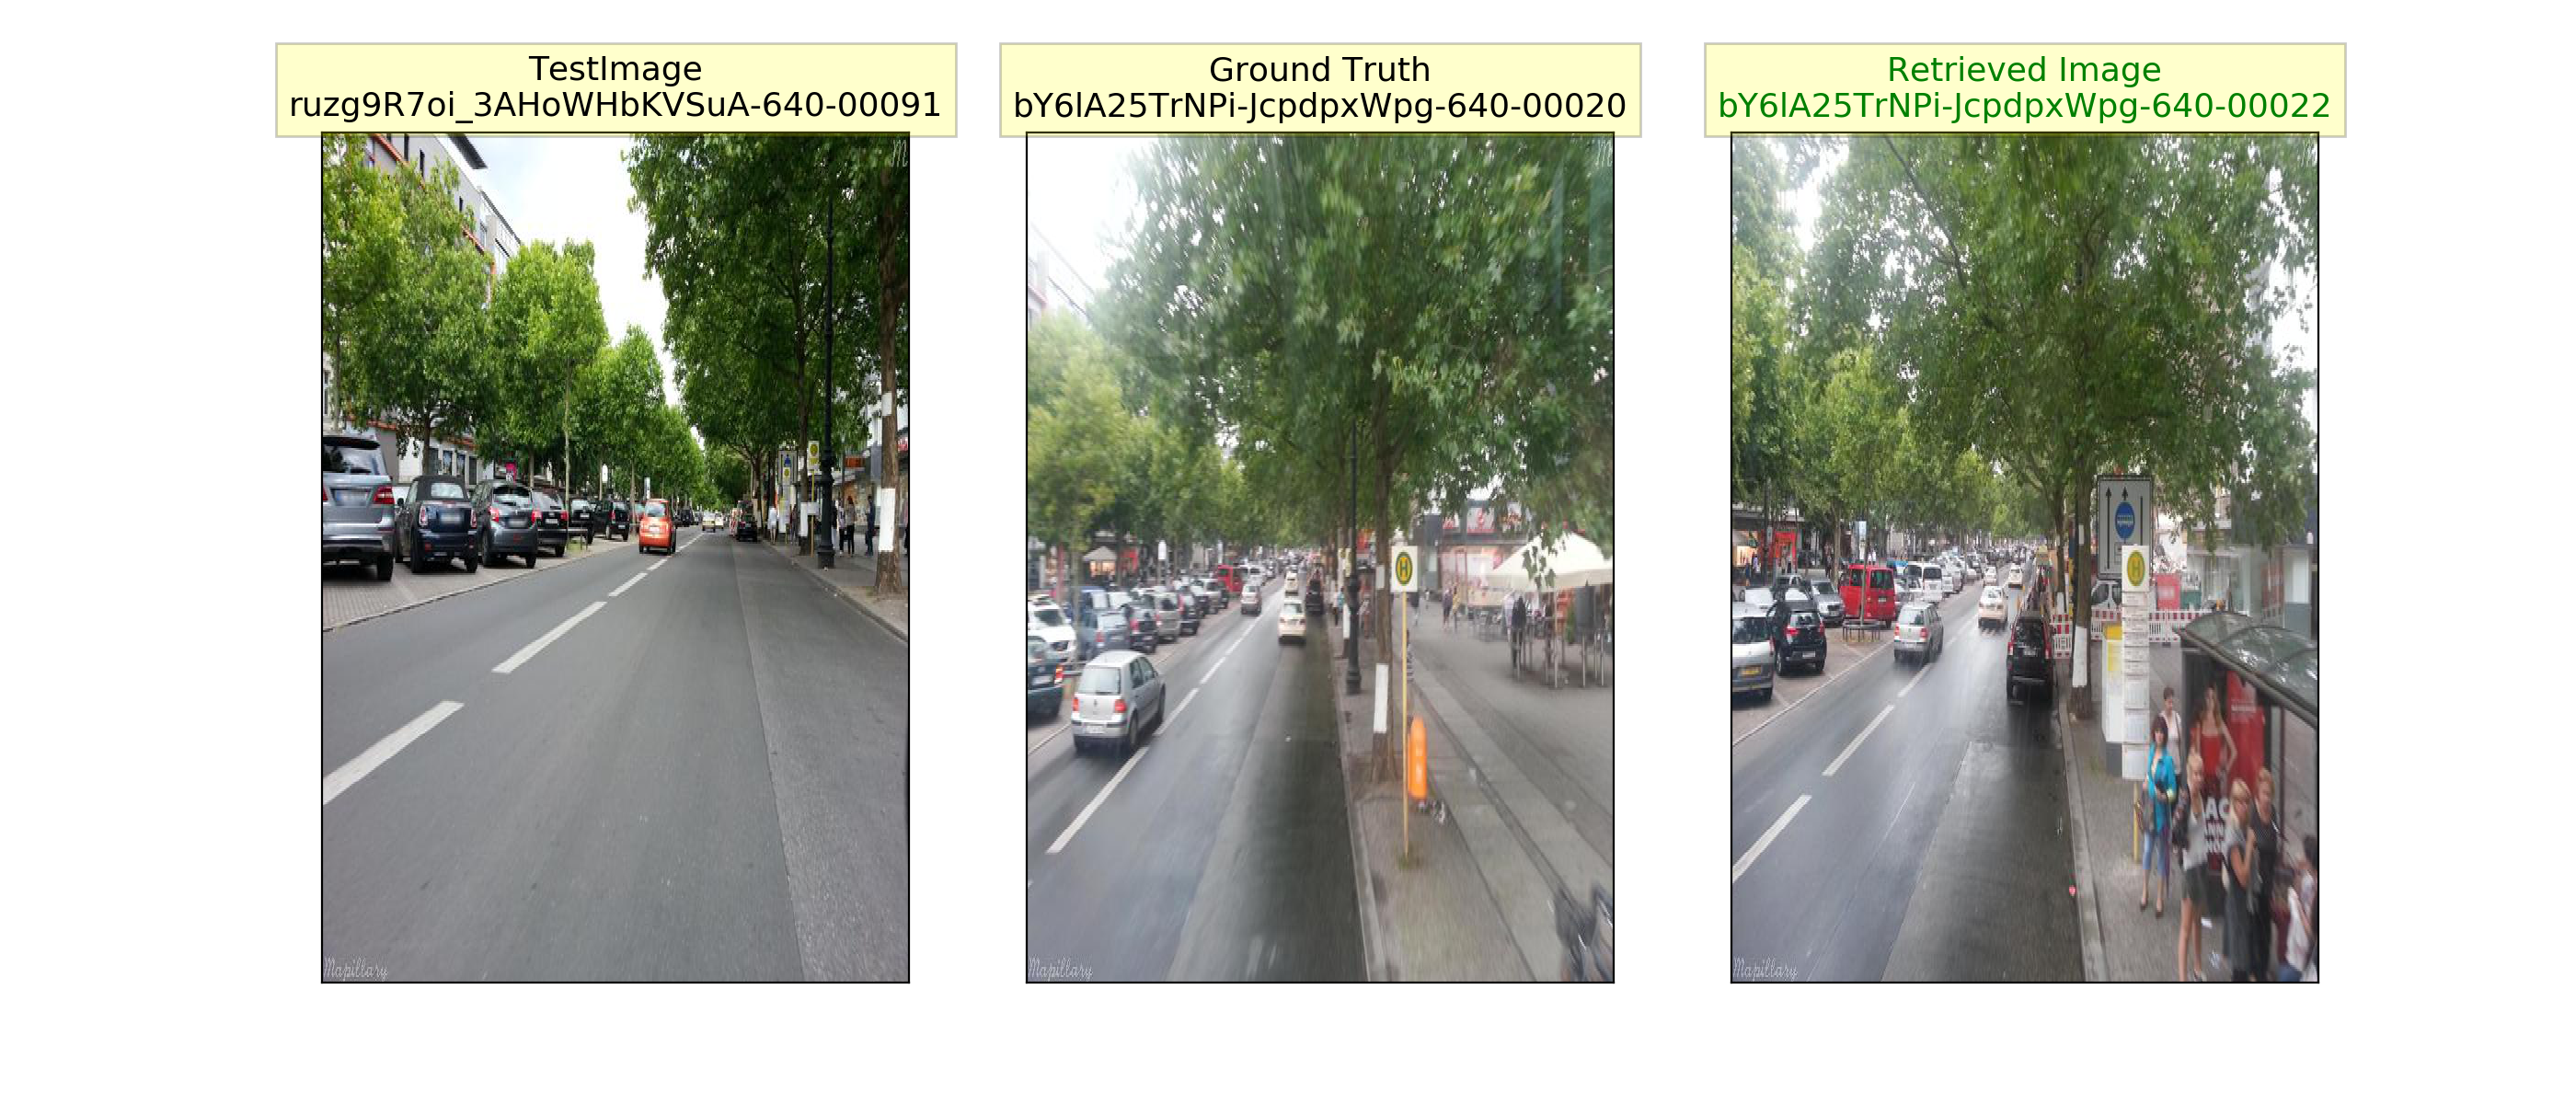 TestImage
ruzg9R7oi_3AHoWHbKVSuA-640-00091
Ground Truth
bY6lA25TrNPi-JcpdpxWpg-640-00020
Retrieved Image
bY6lA25TrNPi-JcpdpxWpg-640-00022
M
H
Mapillary
Mapillary
Mapillary